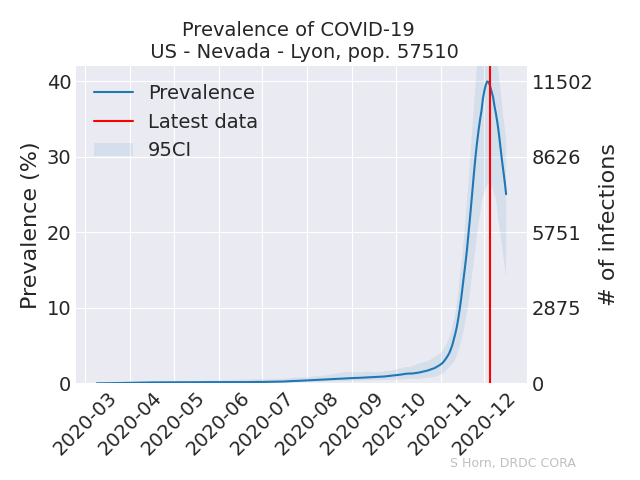 Prevalence of COVID-19
US - Nevada - Lyon, pop. 57510
Prevalence
Latest data
95CI
Prevalence (%)
40
30
20
10
0
# of infections
11502
8626
5751
2875
0
2020-03
2020-04
2020-05
2020-06
2020-07
2020-08
2020-09
2020-10
2020-11
2020-12
S Horn, DRDC CORA